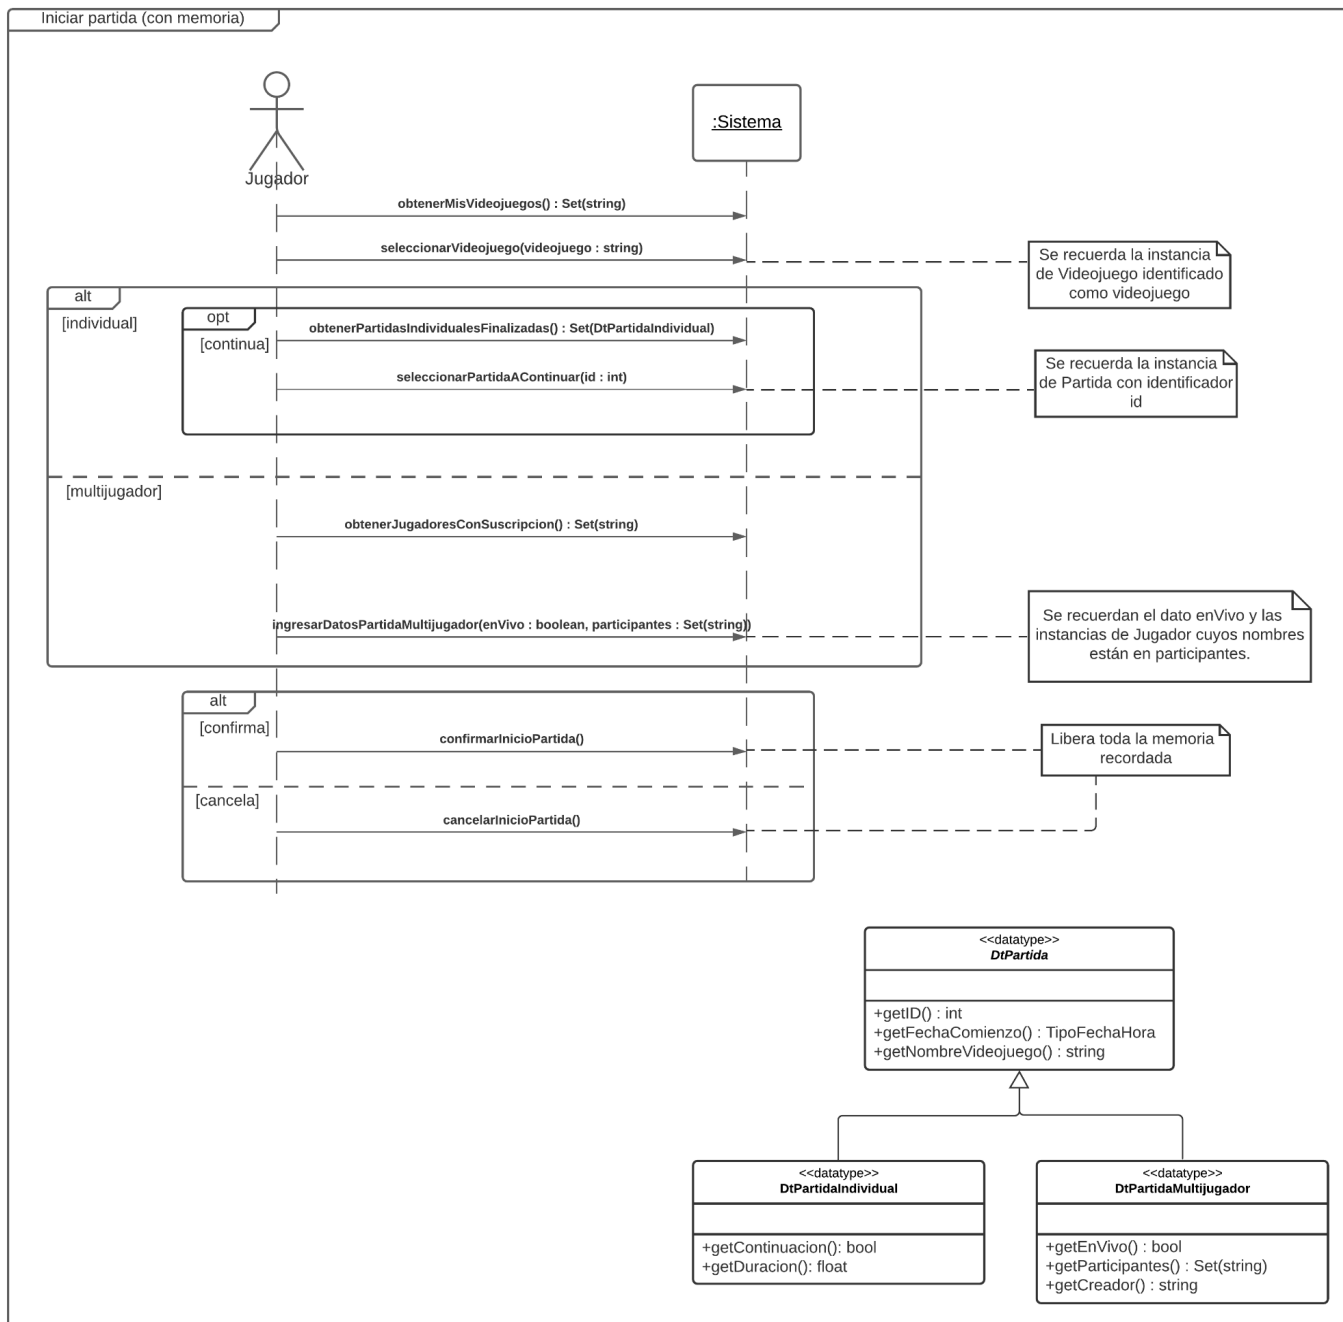 Iniciar partida (con memoria)
:Sistema
Jugador
obtenerMisVideojuegos() : Set(string)
seleccionarVideojuego(videojuego : string)
Se recuerda la instancia
de Videojuego identificado
como videojuego
alt
[individual]
opt
[continua]
obtenerPartidasIndividualesFinalizadas() : Set(DtPartidaIndividual)
seleccionarPartidaAContinuar(id : int)
Se recuerda la instancia
de Partida con identificador
id
[multijugador]
obtenerJugadoresConSuscripcion() : Set(string)
ingresarDatosPartidaMultijugador(enVivo : boolean, participantes : Set(string))
Se recuerdan el dato enVivo y las
instancias de Jugador cuyos nombres
están en participantes.
alt
[confirma]
confirmarInicioPartida()
Libera toda la memoria
recordada
[cancela]
cancelarInicioPartida()
<<datatype>>
DtPartida
+getID() : int
+getFechaComienzo() : TipoFechaHora
+getNombreVideojuego() : string
<<datatype>>
DtPartidaIndividual
+getContinuacion(): bool
+getDuracion(): float
<<datatype>>
DtPartidaMultijugador
+getEnVivo() : bool
+getParticipantes() : Set(string)
+getCreador() : string